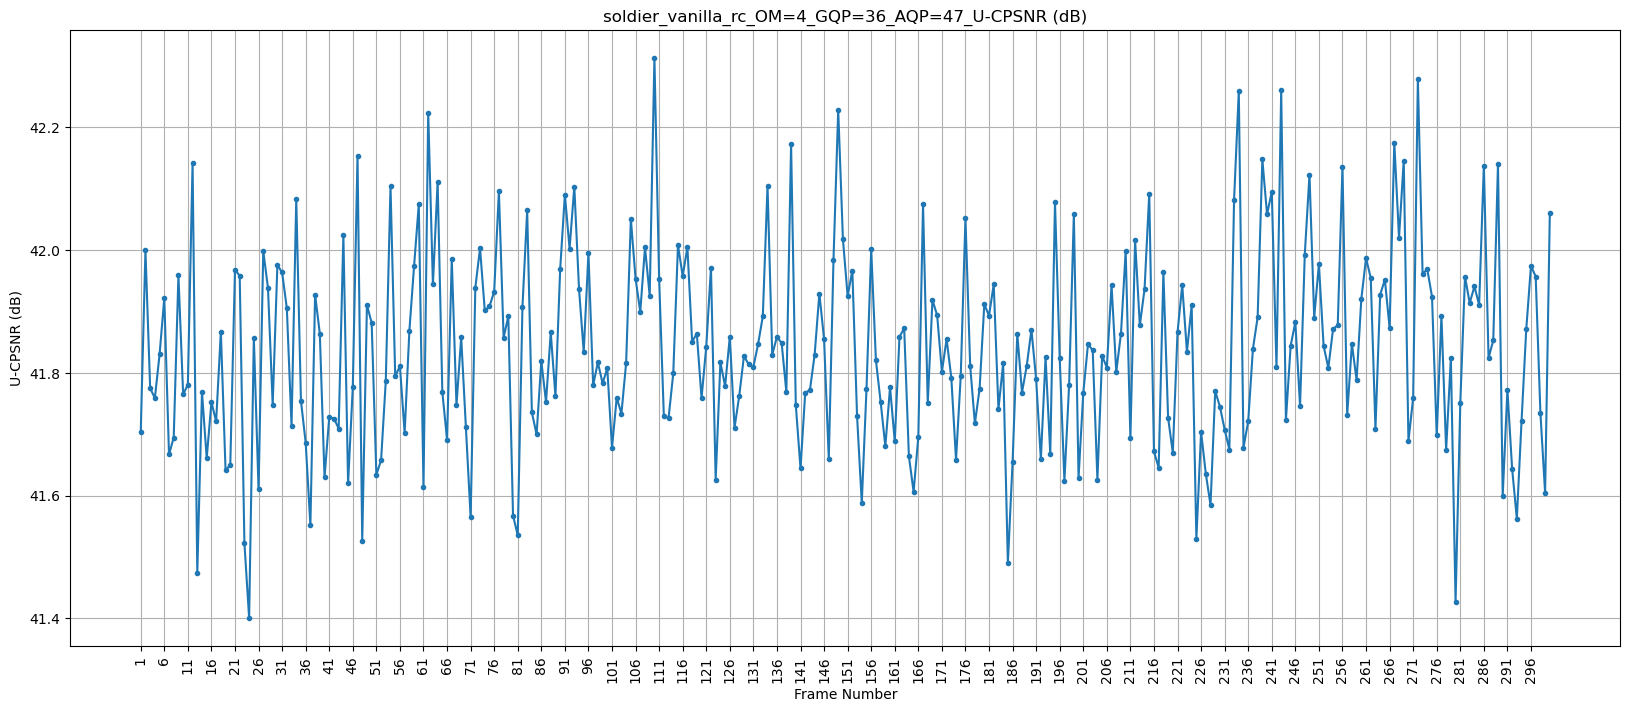 soldier_vanilla_rc_OM=4_GQP=36_AQP=47_U-CPSNR (dB)
U-CPSNR (dB)
42.2
42.0
41.8
41.6
41.4
1 6 11 16 21 26 31 36 41 46 51 56 61 66 71 76 81 86 91 96 101 106 111 116 121 126 131 136 141 146 151 156 161 166 171 176 181 186 191 196 201 206 211 216 221 226 231 236 241 246 251 256 261 266 271 276 281 286 291 296
Frame Number